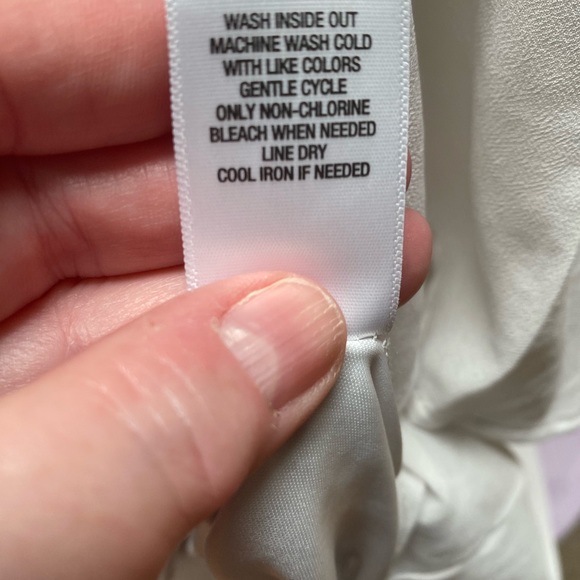 WASH INSIDE OUT
MACHINE WASH COLD
WITH LIKE COLORS
GENTLE CYCLE
ONLY NON-CHLORINE
BLEACH WHEN NEEDED
LINE DRY
COOL IRON IF NEEDED